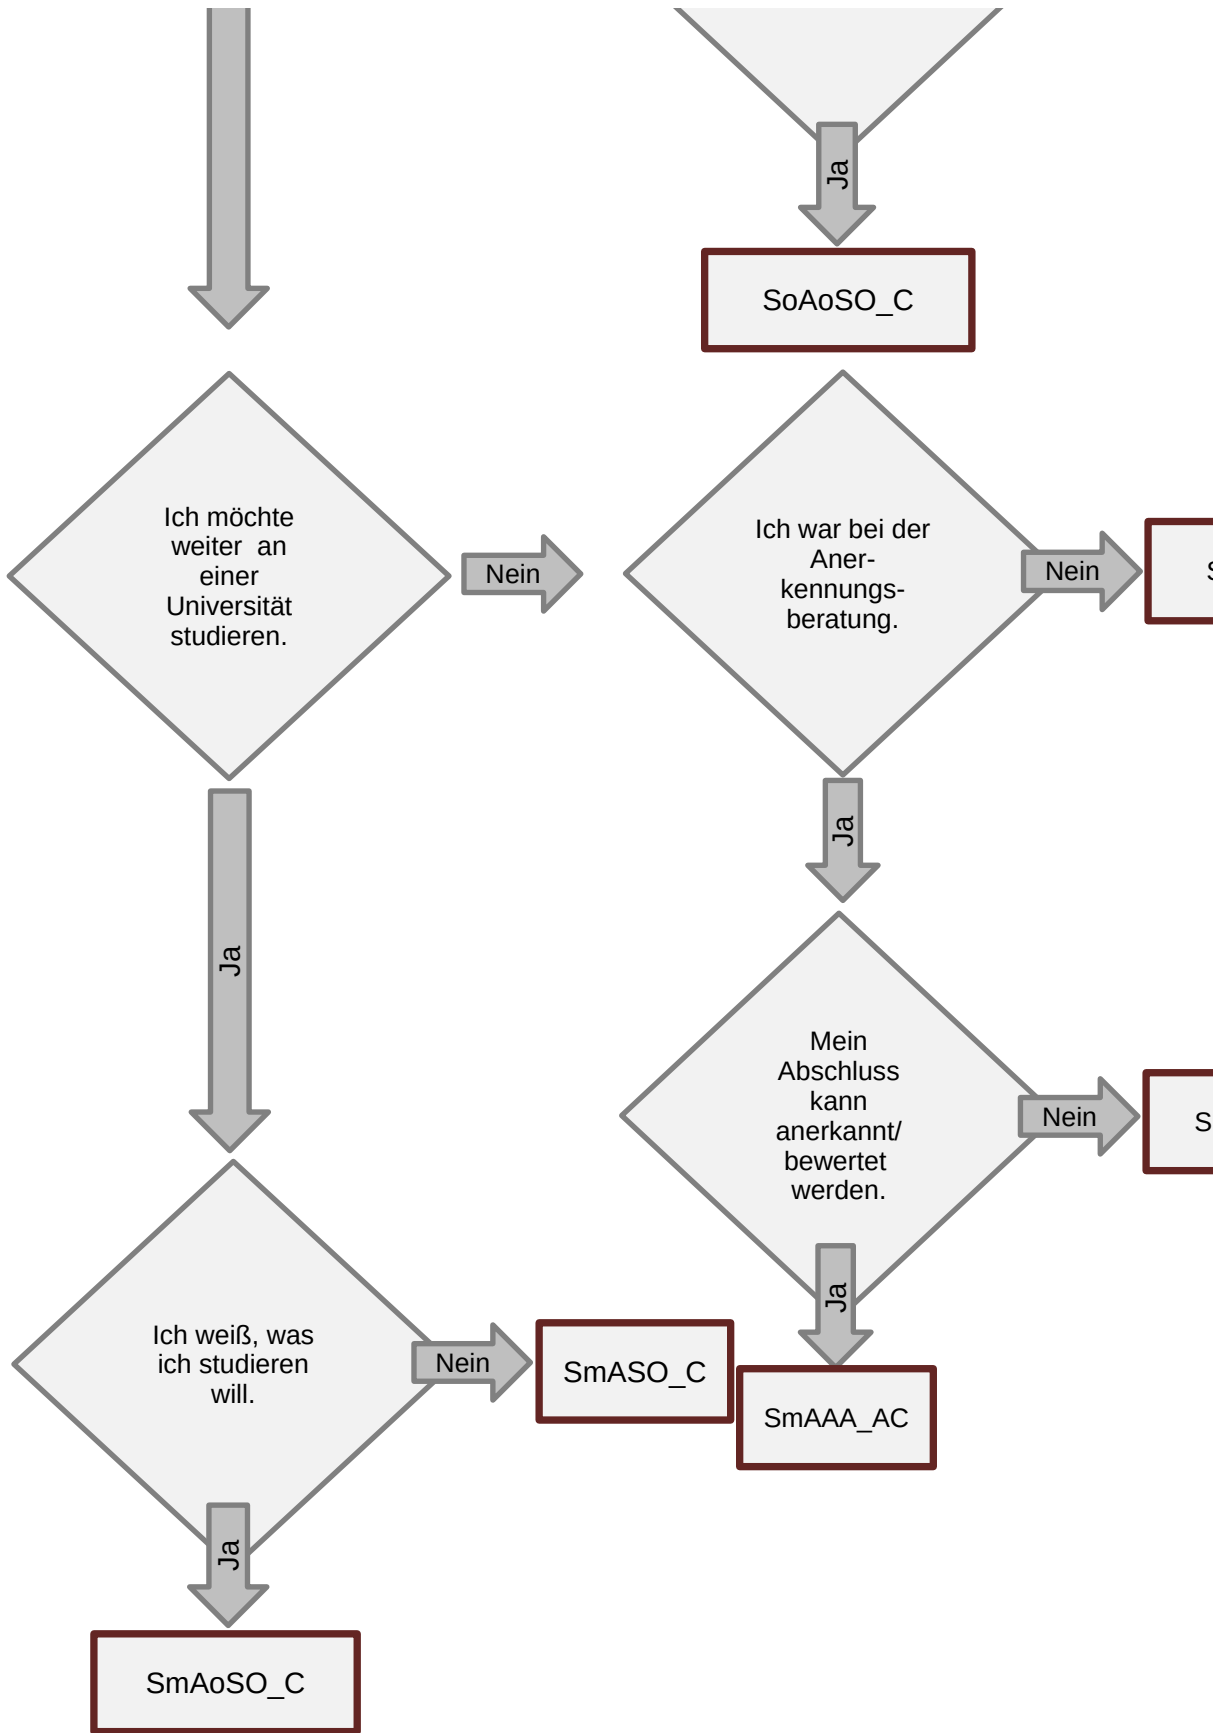 Ja
SoAoSO_C
Ich möchte
weiter an
einer
Universität
studieren.
Nein
Ich war bei der
Aner-
kennungs-
beratung.
Nein
Ja
Ja
Mein
Abschluss
kann
anerkannt/
bewertet
werden.
Nein
Ja
Ich weiß, was
ich studieren
will.
Nein
SmASO_C
SmAAA_AC
Ja
SmAoSO_C